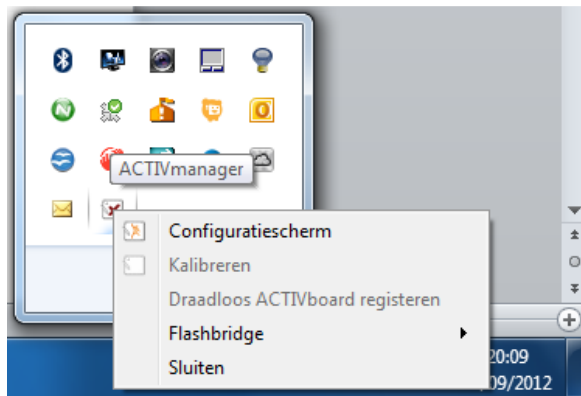 ACTIVmanager
Configuratiescherm
Kalibreren
Draadloos ACTIVboard registeren
Flashbridge
Sluiten
20:09
/09/2012